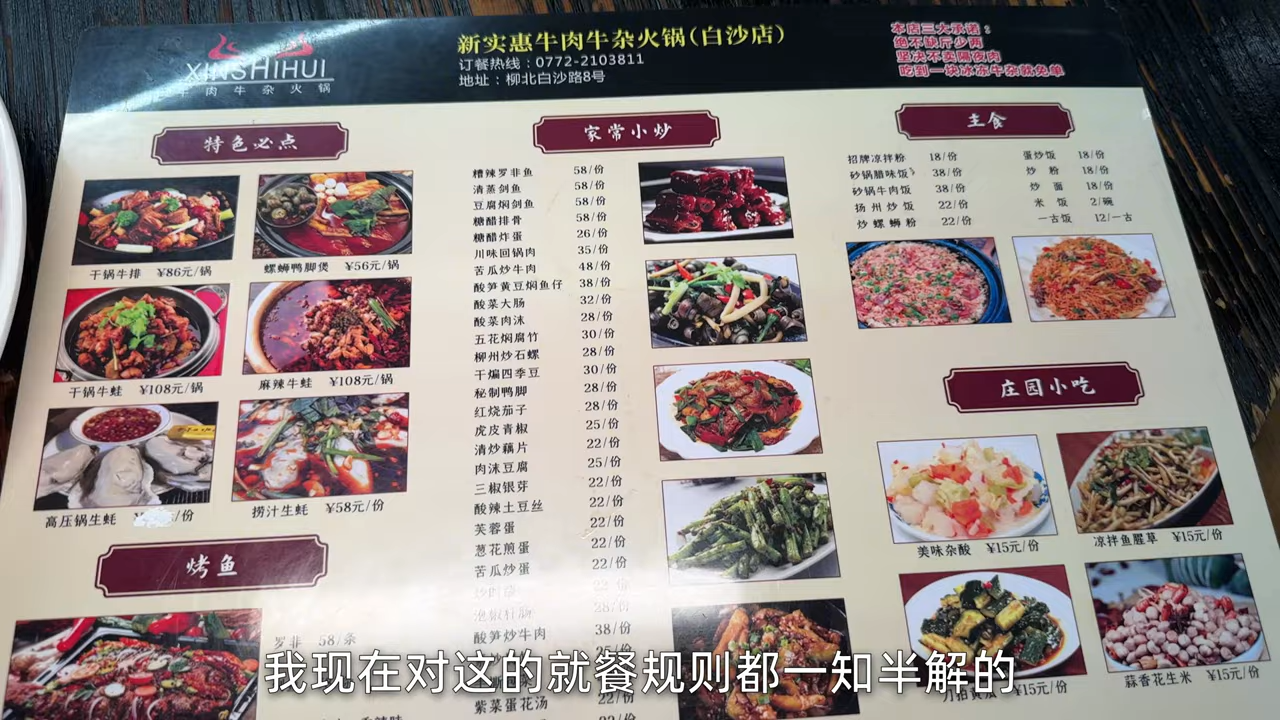 XINSHIHUI
牛肉牛杂火锅
新实惠牛肉牛杂火锅(白沙店)
订餐热线：0772-2103811
地址：柳北白沙路8号
本店三大承诺：
绝不缺斤少两
坚决不卖隔夜肉
吃到一块冰冻牛杂就免单
特色必点
干锅牛排 ¥86元/锅
螺蛳鸭脚煲 ¥56元/锅
干锅牛蛙 ¥108元/锅
麻辣牛蛙 ¥108元/锅
高压锅生蚝
捞汁生蚝 ¥58元/份
烤鱼
罗非 58/条
家常小炒
糟辣罗非鱼 58/份
清蒸剑鱼 58/份
豆腐焖剑鱼 58/份
糖醋排骨 58/份
糖醋炸蛋 26/份
川味回锅肉 35/份
苦瓜炒牛肉 48/份
酸笋黄豆焖鱼仔 38/份
酸菜大肠 32/份
酸菜肉沫 28/份
五花焖腐竹 30/份
柳州炒石螺 28/份
干煸四季豆 30/份
秘制鸭脚 28/份
红烧茄子 28/份
虎皮青椒 25/份
清炒藕片 22/份
肉沫豆腐 25/份
三椒银芽 22/份
酸辣土豆丝 22/份
芙蓉蛋 22/份
葱花煎蛋 22/份
苦瓜炒蛋 22/份
22/份
28/份
酸笋炒牛肉 38/份
紫菜蛋花汤 22/份
主食
招牌凉拌粉 18/份
砂锅腊味饭 38/份
砂锅牛肉饭 38/份
扬州炒饭 22/份
炒螺蛳粉 22/份
蛋炒饭 18/份
炒粉 18/份
炒面 18/份
米饭 2/碗
一古饭 12/一古
庄园小吃
美味杂酸 ¥15元/份
凉拌鱼腥草 ¥15元/份
¥15元/份
蒜香花生米 ¥15元/份
我现在对这的就餐规则都一知半解的